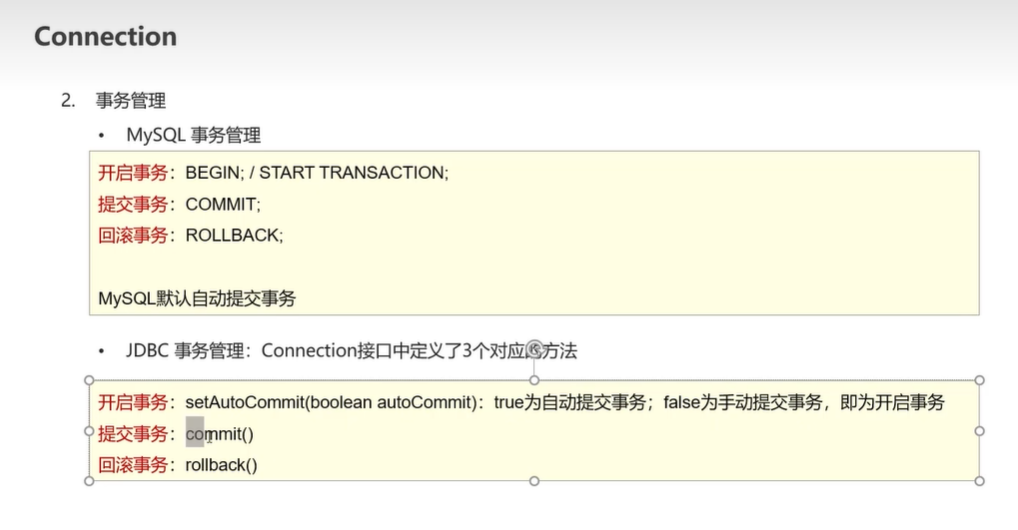 Connection
2. 事务管理
• MySQL 事务管理
开启事务：BEGIN; / START TRANSACTION;
提交事务：COMMIT;
回滚事务：ROLLBACK;
MySQL默认自动提交事务
• JDBC 事务管理：Connection接口中定义了3个对应的方法
开启事务：setAutoCommit(boolean autoCommit)：true为自动提交事务；false为手动提交事务，即为开启事务
提交事务：commit()
回滚事务：rollback()